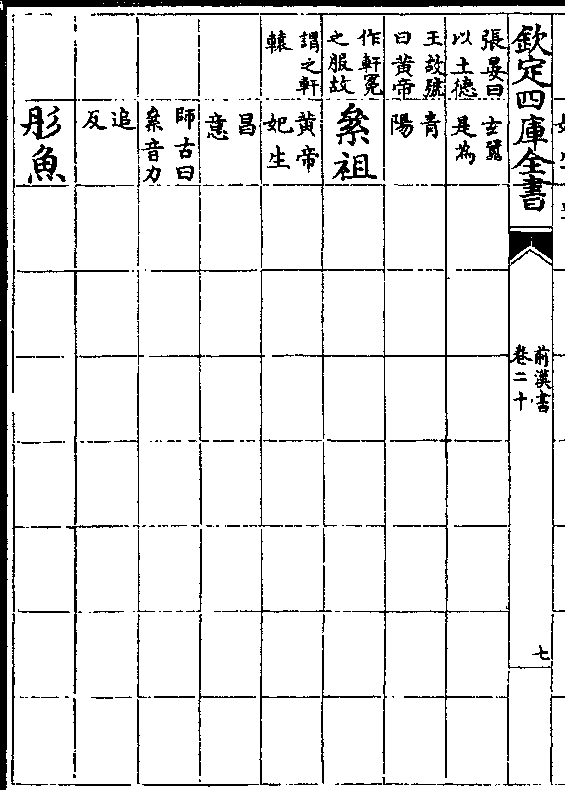 欽定四庫全書
前漢書
卷二十
七
張晏曰
以土德
王故號
曰黃帝
作軒冕
之服故
謂之軒
轅
玄囂
是為
青
陽
絫祖
黃帝
妃生
昌
意
師古曰
絫音力
追
反
彤魚